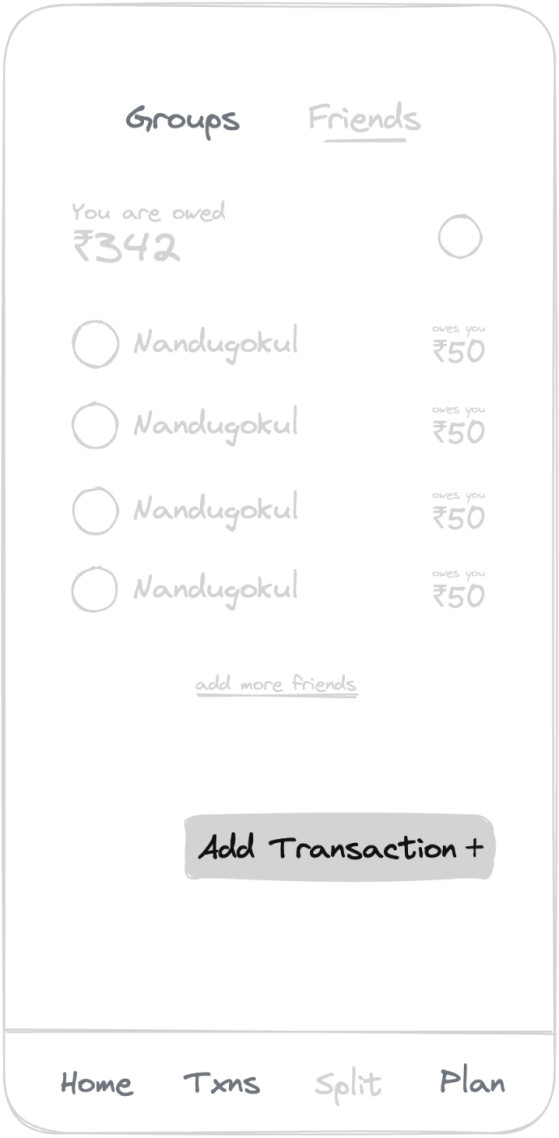 Groups Friends
You are owed
₹342
Nandugokul owes you ₹50
Nandugokul owes you ₹50
Nandugokul owes you ₹50
Nandugokul owes you ₹50
add more friends
Add Transaction +
Home Txns Split Plan